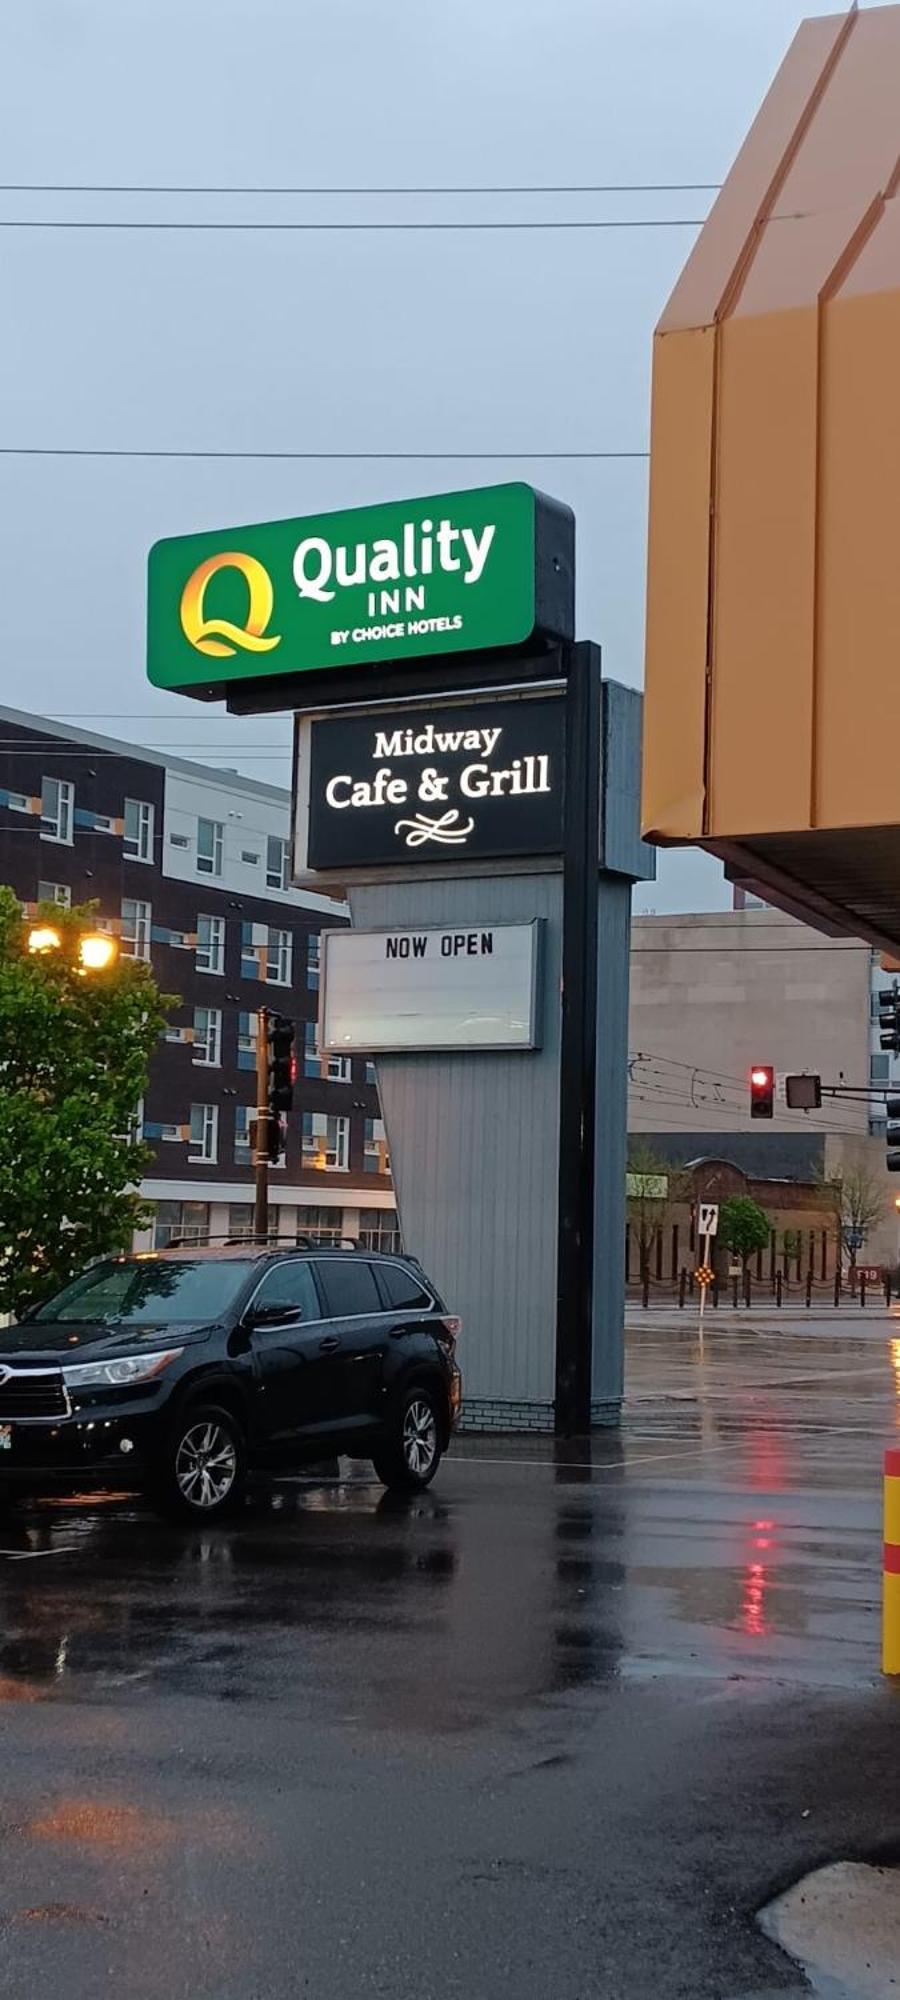 Q Quality
INN
BY CHOICE HOTELS
Midway
Cafe & Grill
NOW OPEN